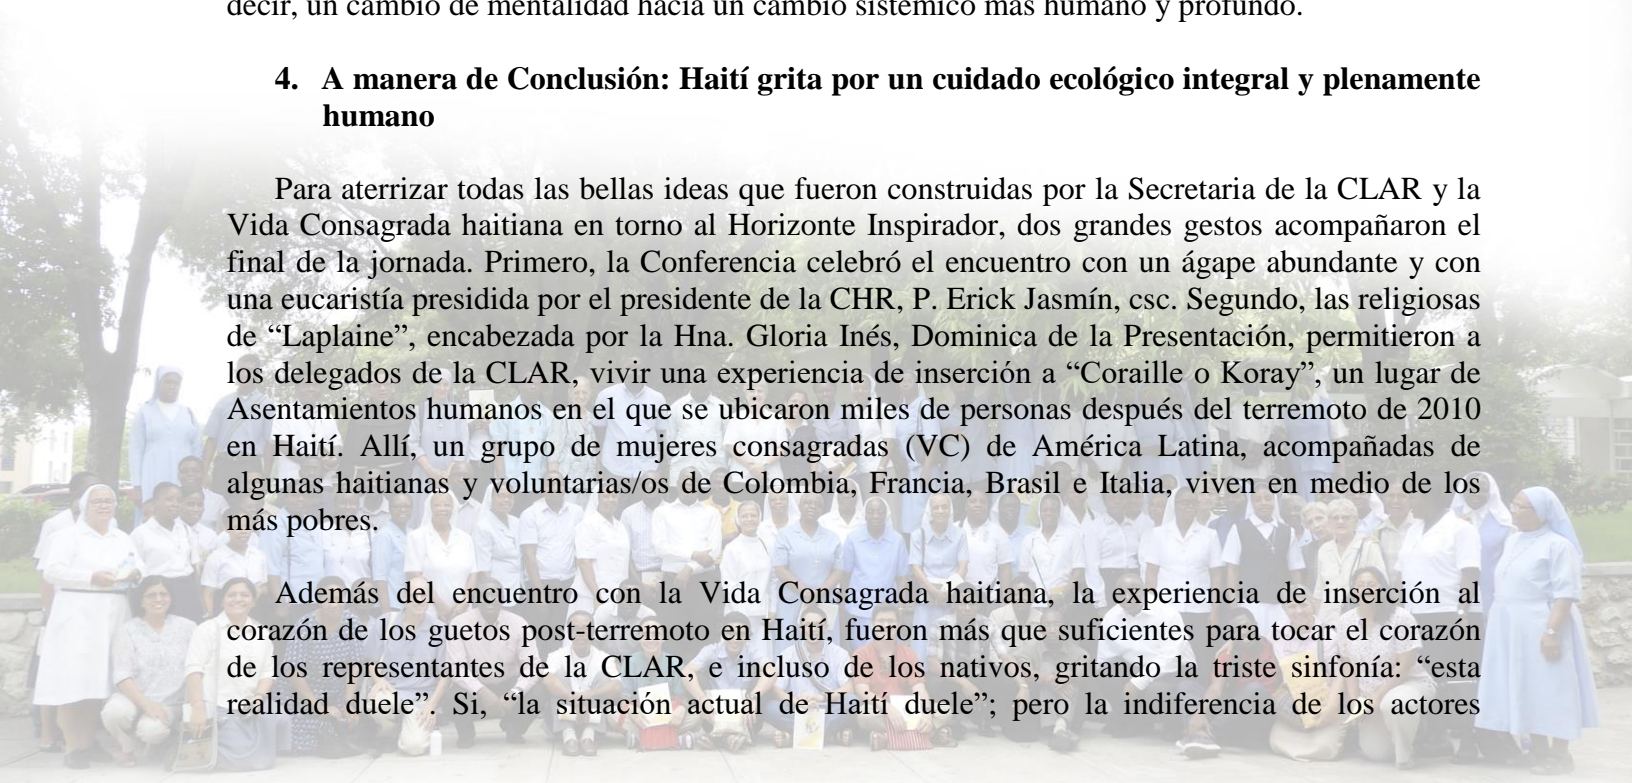 decir, un cambio de mentalidad hacia un cambio sistémico más humano y profundo.
4. A manera de Conclusión: Haití grita por un cuidado ecológico integral y plenamente
humano
Para aterrizar todas las bellas ideas que fueron construidas por la Secretaria de la CLAR y la
Vida Consagrada haitiana en torno al Horizonte Inspirador, dos grandes gestos acompañaron el
final de la jornada. Primero, la Conferencia celebró el encuentro con un ágape abundante y con
una eucaristía presidida por el presidente de la CHR, P. Erick Jasmín, csc. Segundo, las religiosas
de “Laplaine”, encabezada por la Hna. Gloria Inés, Dominica de la Presentación, permitieron a
los delegados de la CLAR, vivir una experiencia de inserción a “Coraille o Koray”, un lugar de
Asentamientos humanos en el que se ubicaron miles de personas después del terremoto de 2010
en Haití. Allí, un grupo de mujeres consagradas (VC) de América Latina, acompañadas de
algunas haitianas y voluntarias/os de Colombia, Francia, Brasil e Italia, viven en medio de los
más pobres.
Además del encuentro con la Vida Consagrada haitiana, la experiencia de inserción al
corazón de los guetos post-terremoto en Haití, fueron más que suficientes para tocar el corazón
de los representantes de la CLAR, e incluso de los nativos, gritando la triste sinfonía: “esta
realidad duele”. Si, “la situación actual de Haití duele”; pero la indiferencia de los actores